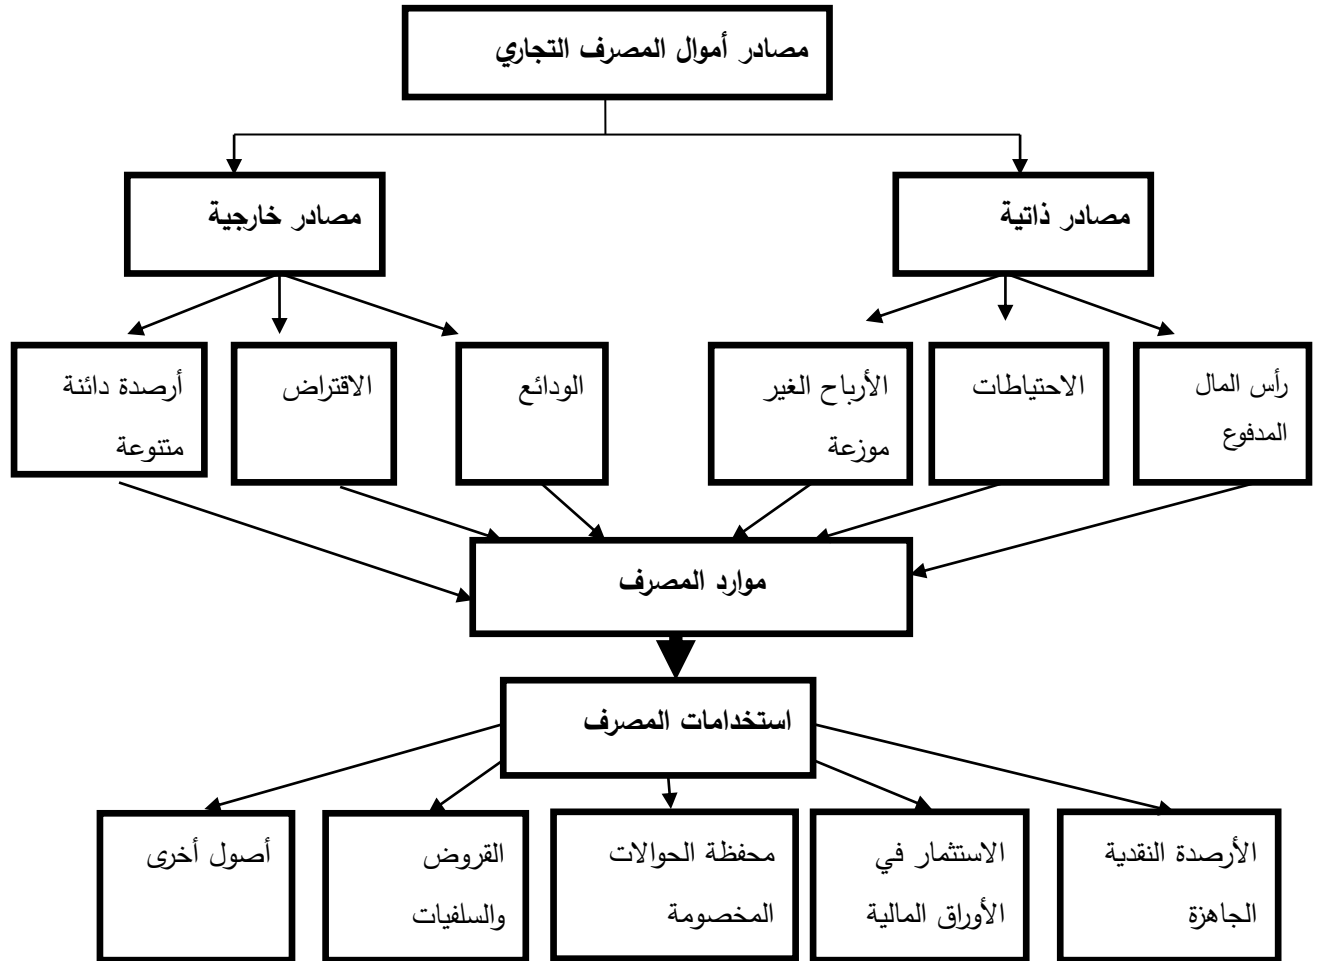 مصادر أموال المصرف التجاري
مصادر ذاتية
مصادر خارجية
رأس المال
المدفوع
الاحتياطات
الأرباح الغير
موزعة
الودائع
الاقتراض
أرصدة دائنة
متنوعة
موارد المصرف
استخدامات المصرف
الأرصدة النقدية
الجاهزة
الاستثمار في
الأوراق المالية
محفظة الحوالات
المخصومة
القروض
والسلفيات
أصول أخرى